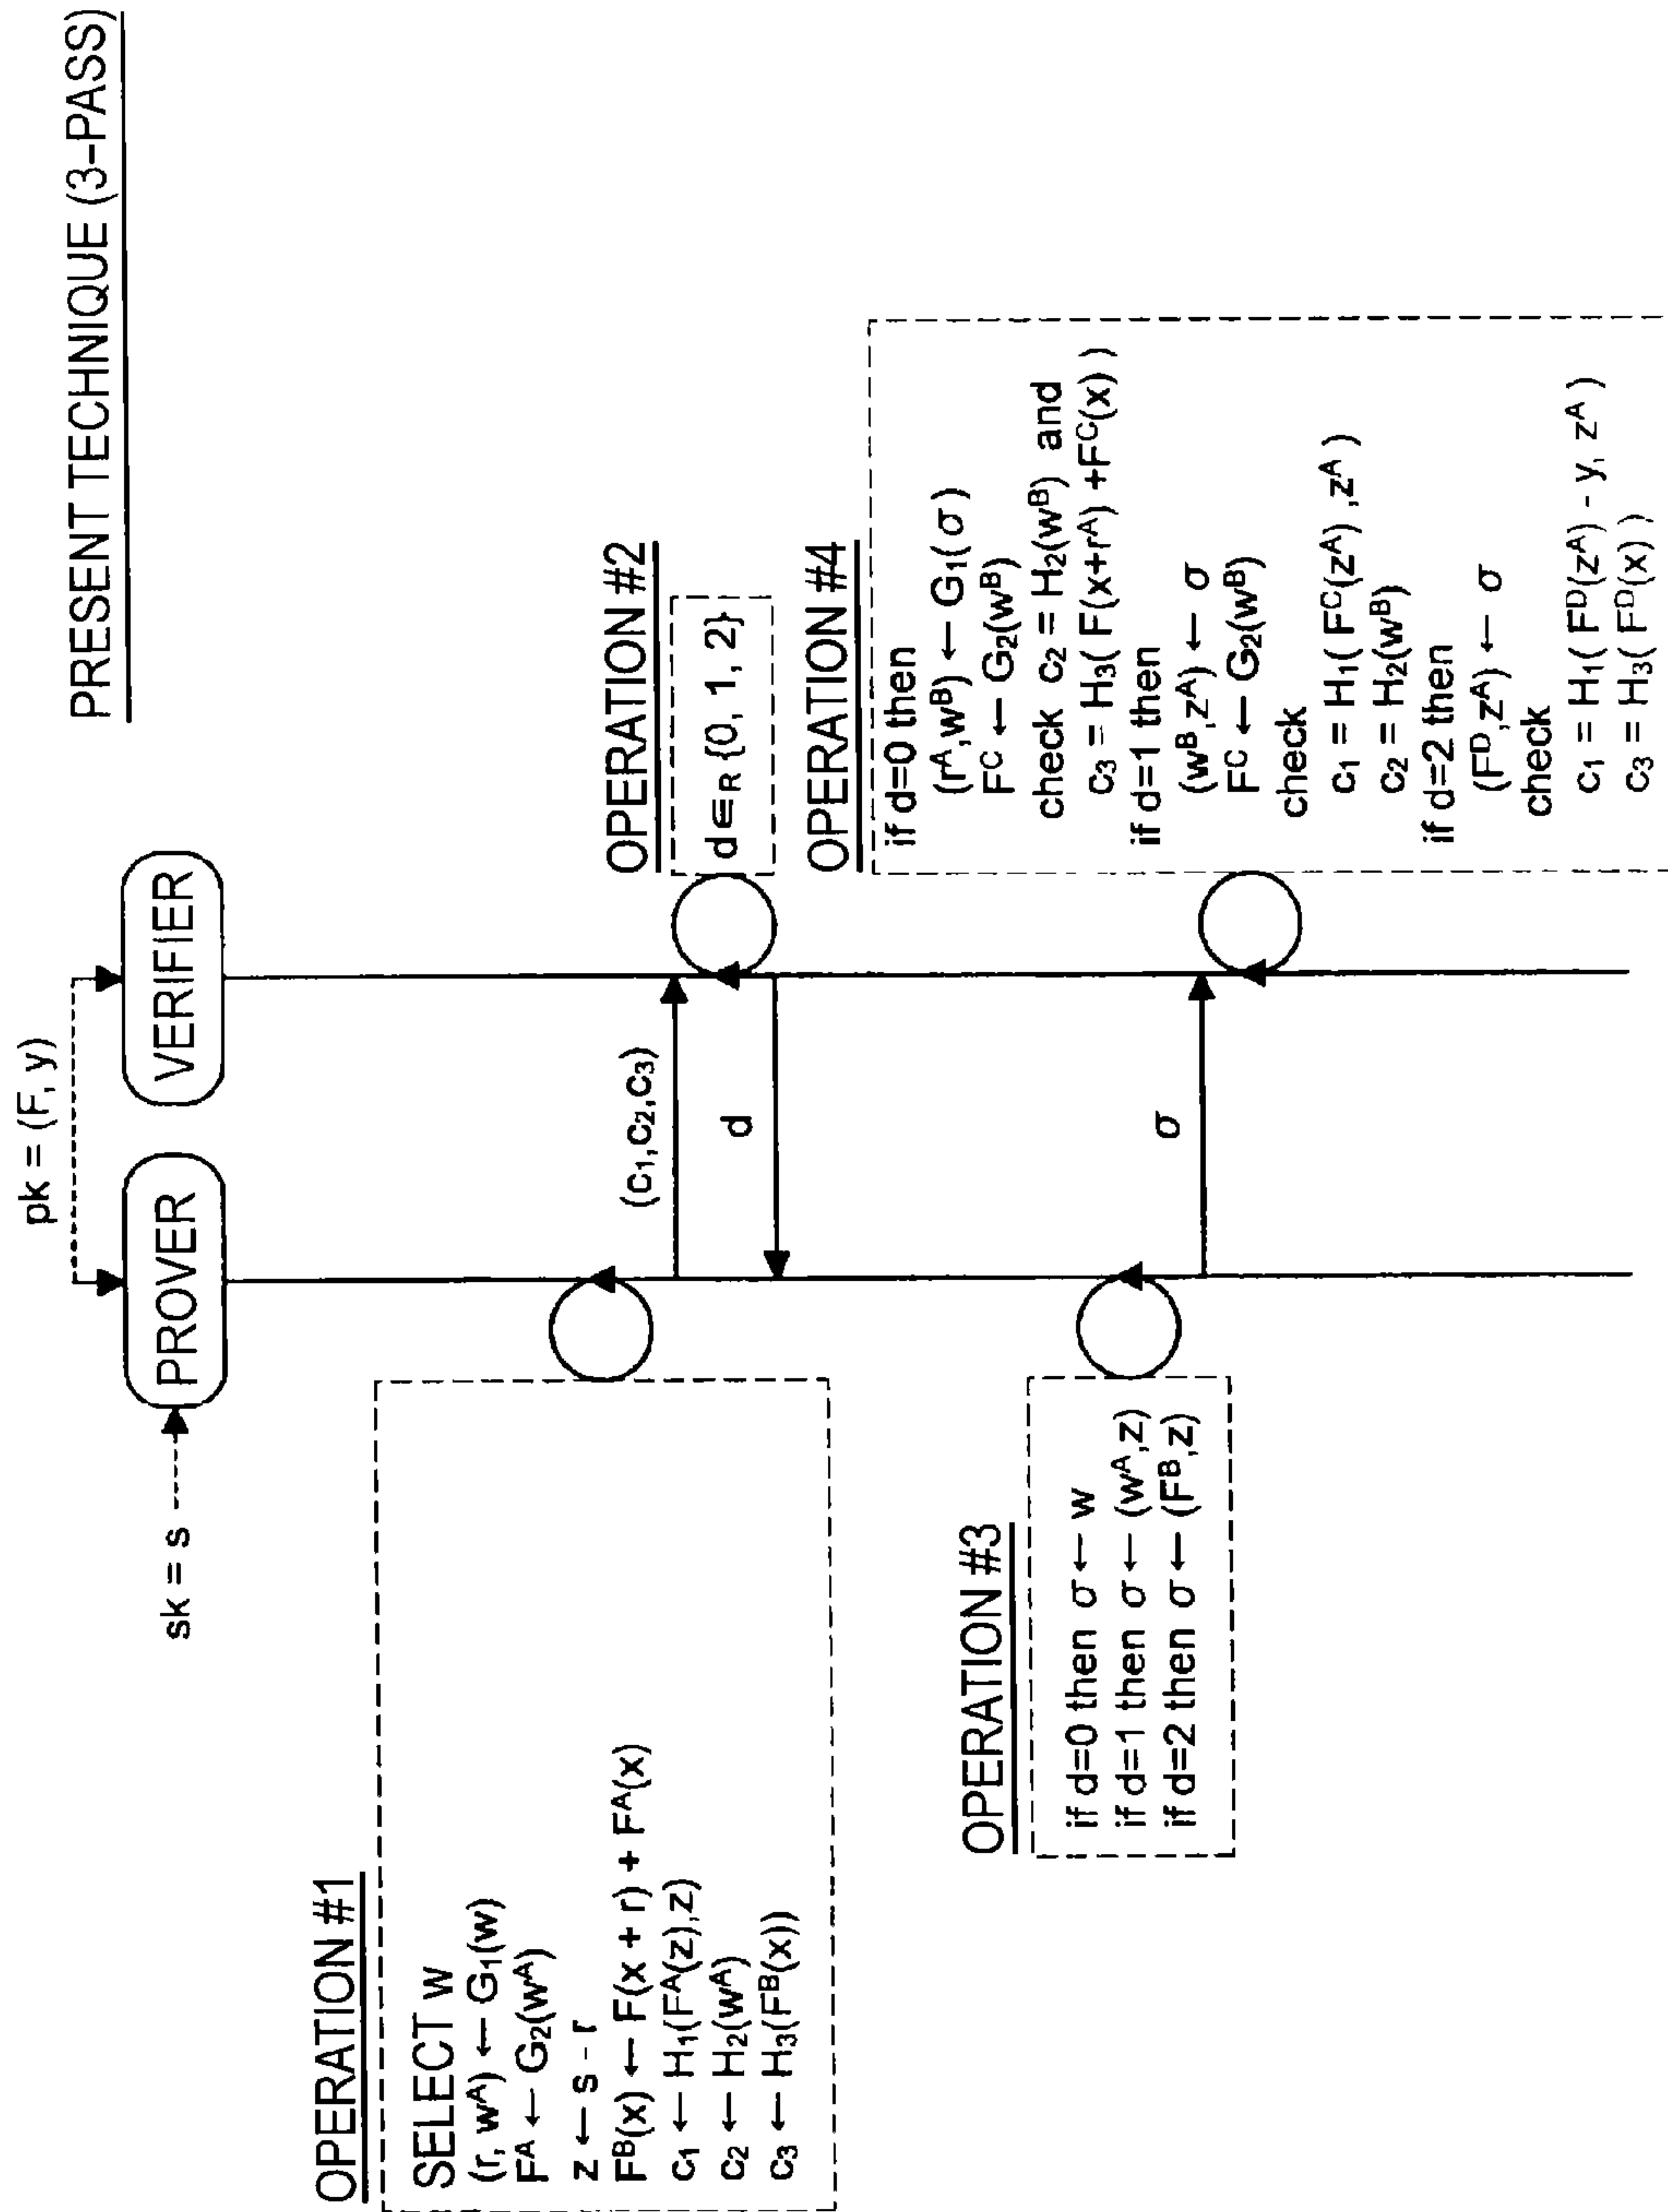 PRESENT TECHNIQUE (3-PASS)
pk = (F, y)
sk = s
PROVER
VERIFIER
OPERATION #1
SELECT w
(r, w^A) ← G₁(w)
F^A ← G₂(w^A)
z ← s - r
F^B(x) ← F(x + r) + F^A(x)
c₁ ← H₁(F^A(z),z)
c₂ ← H₂(w^A)
c₃ ← H₃(F^B(x))
(c₁,c₂,c₃)
OPERATION #2
d ∈_R {0, 1, 2}
d
OPERATION #3
if d=0 then σ ← w
if d=1 then σ ← (w^A,z)
if d=2 then σ ← (F^B,z)
σ
OPERATION #4
if d=0 then
(r^A,w^B) ← G₁(σ)
F^C ← G₂(w^B)
check c₂ = H₂(w^B) and
c₃ = H₃( F(x+r^A) +F^C(x) )
if d=1 then
(w^B,z^A) ← σ
F^C ← G₂(w^B)
check
c₁ = H₁( F^C(z^A) ,z^A )
c₂ = H₂(w^B)
if d=2 then
(F^D,z^A) ← σ
check
c₁ = H₁( F^D(z^A) - y, z^A )
c₃ = H₃( F^D(x) )